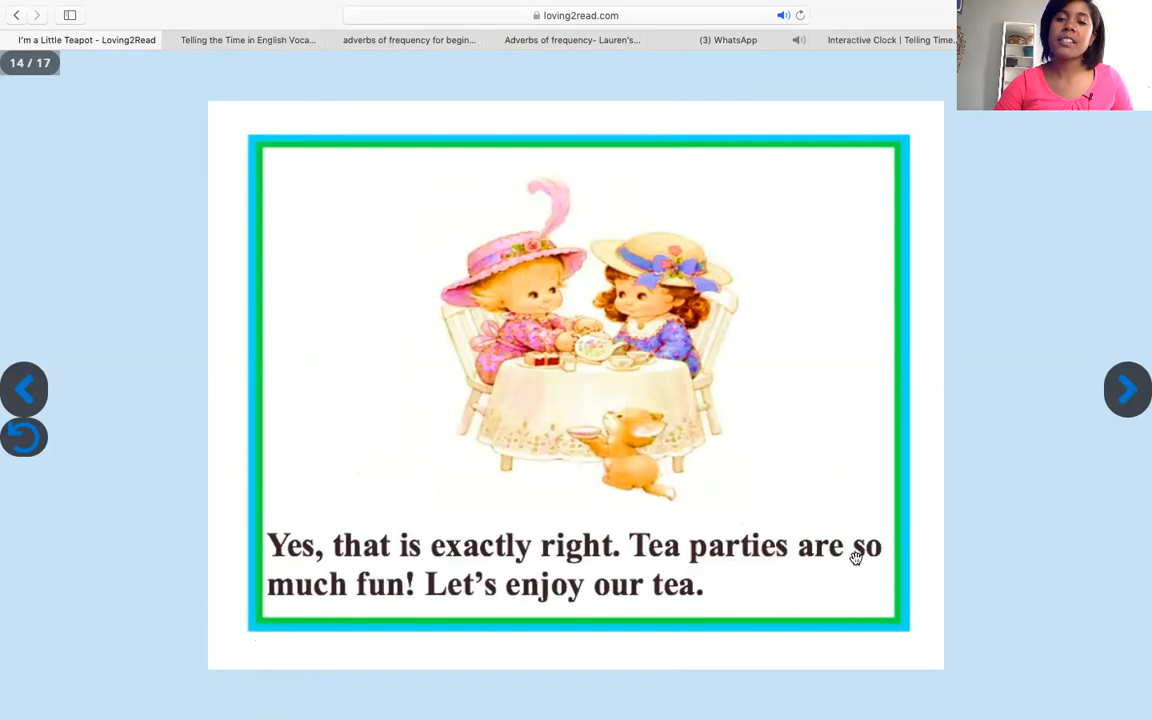 loving2read.com
I'm a Little Teapot - Loving2Read
Telling the Time in English Voca...
adverbs of frequency for begin...
Adverbs of frequency- Lauren's...
(3) WhatsApp
Interactive Clock | Telling Time
14 / 17
Yes, that is exactly right. Tea parties are so
much fun! Let's enjoy our tea.